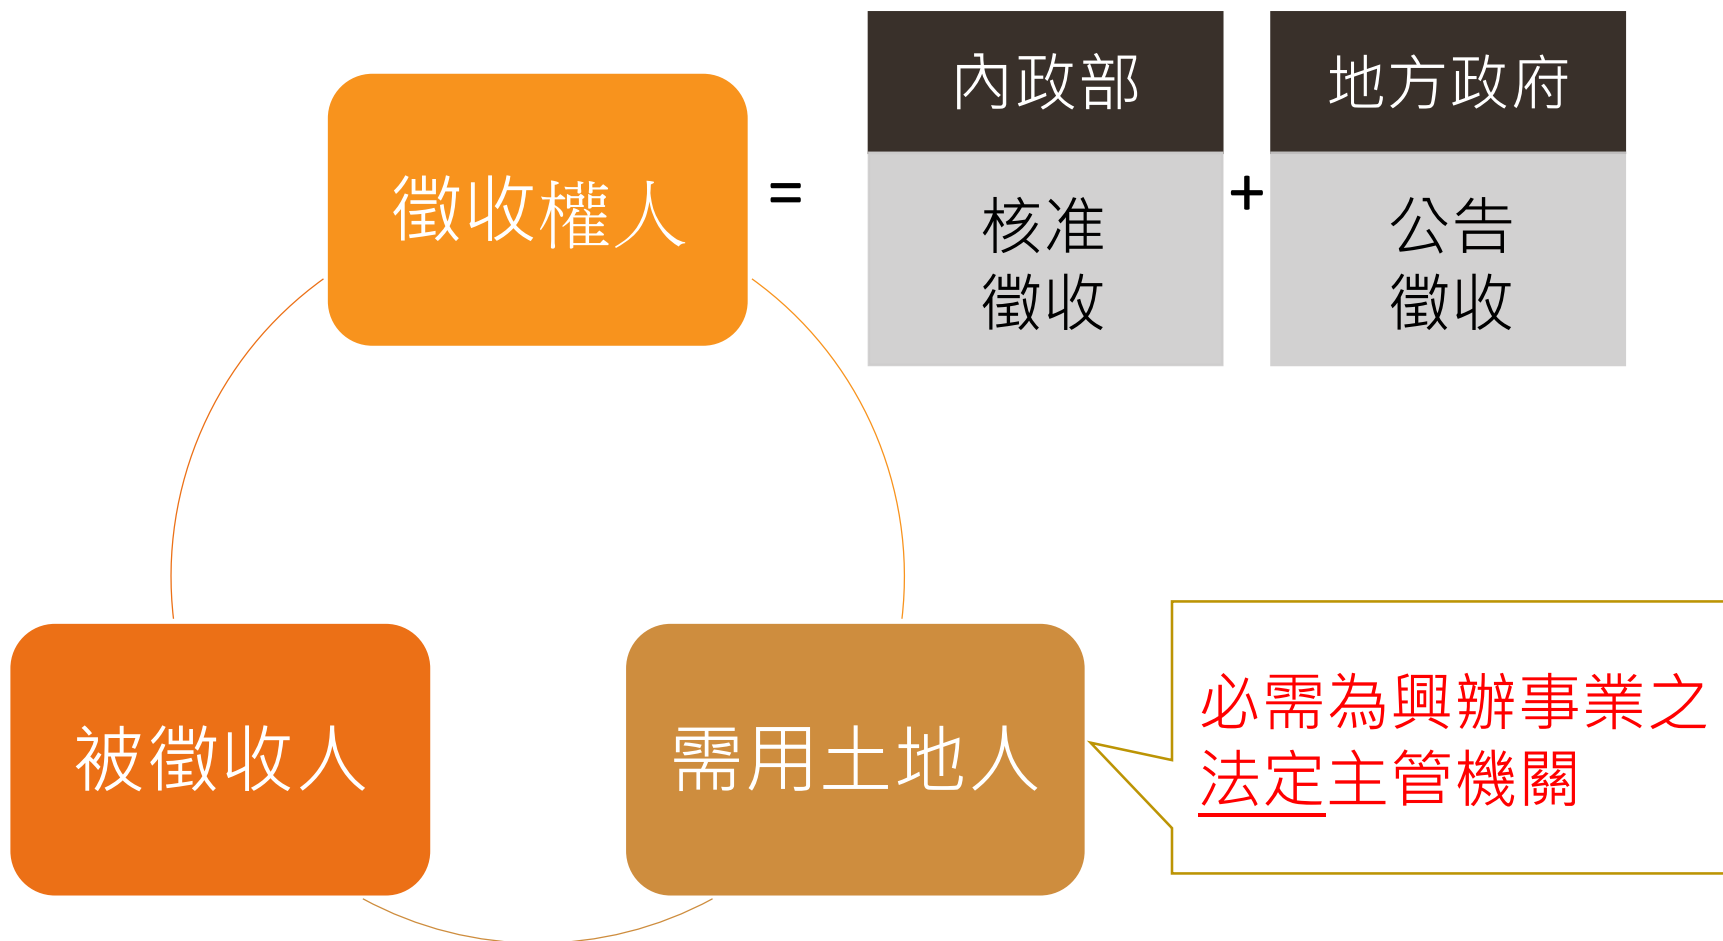 徵收權人
=
內政部
核准
徵收
+
地方政府
公告
徵收
被徵收人
需用土地人
必需為興辦事業之
法定主管機關